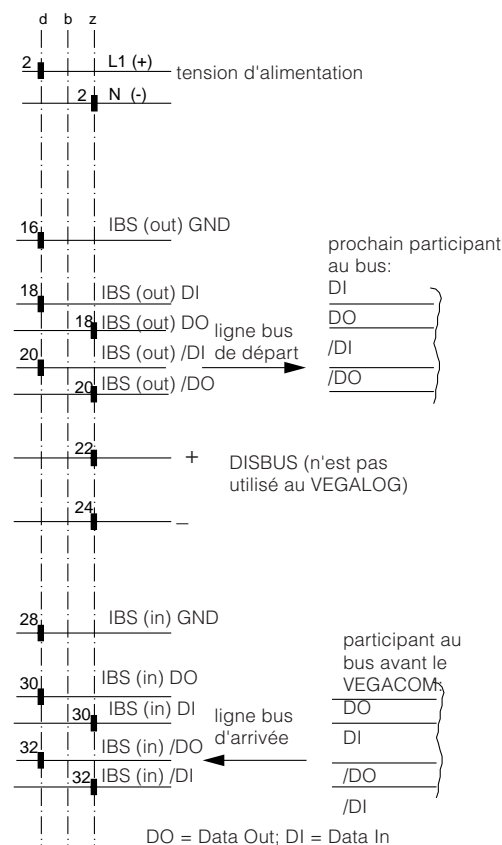 d b z
2 L1 (+)
tension d'alimentation
2 N (-)
16 IBS (out) GND
prochain participant
au bus:
DI
18 IBS (out) DI
DO
18 IBS (out) DO
ligne bus
de départ
/DI
20 IBS (out) /DI
/DO
20 IBS (out) /DO
22 +
DISBUS (n'est pas
utilisé au VEGALOG)
24 –
28 IBS (in) GND
participant au
bus avant le
VEGACOM:
30 IBS (in) DO
DO
30 IBS (in) DI
ligne bus
d'arrivée
DI
32 IBS (in) /DO
/DO
32 IBS (in) /DI
/DI
DO = Data Out; DI = Data In